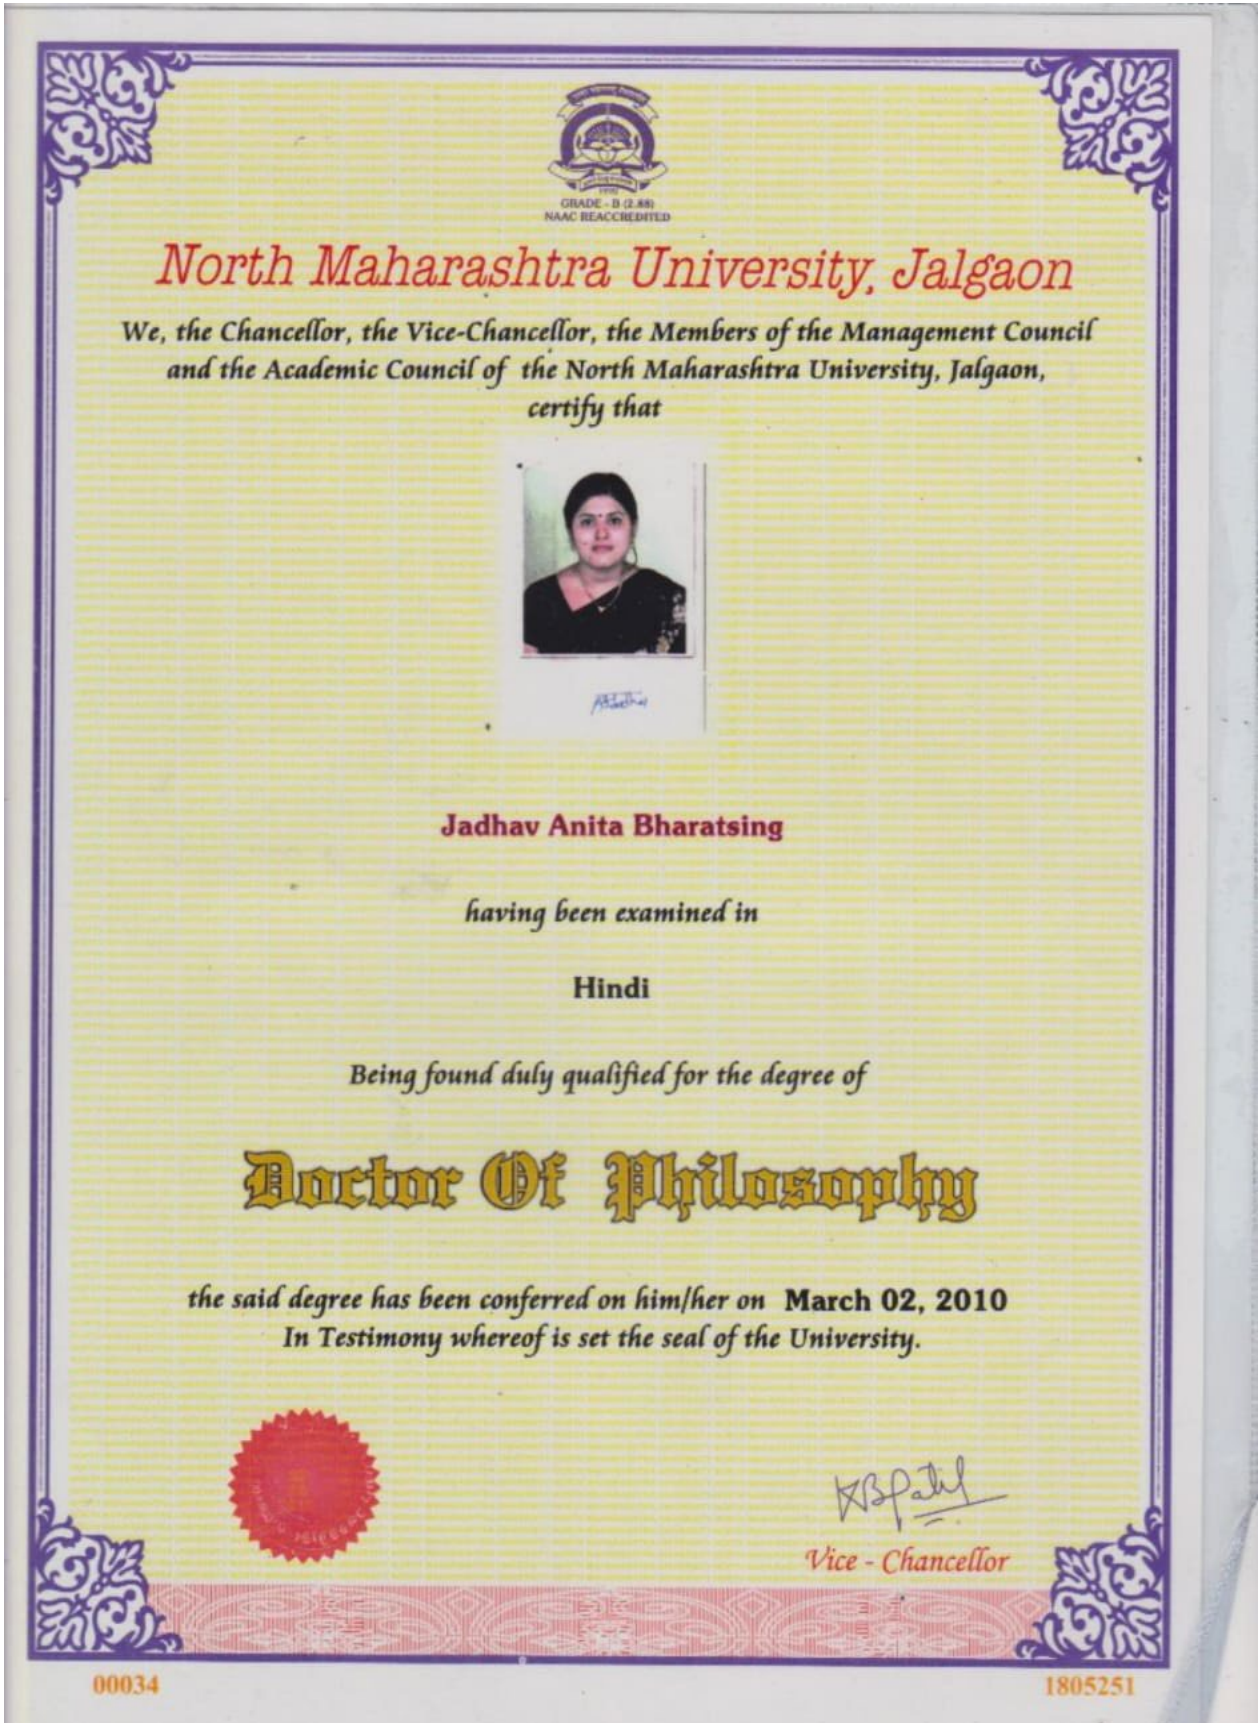 1990
GRADE - B (2.88)
NAAC REACCREDITED
North Maharashtra University, Jalgaon
We, the Chancellor, the Vice-Chancellor, the Members of the Management Council
and the Academic Council of the North Maharashtra University, Jalgaon,
certify that
Jadhav Anita Bharatsing
having been examined in
Hindi
Being found duly qualified for the degree of
Doctor Of Philosophy
the said degree has been conferred on him/her on March 02, 2010
In Testimony whereof is set the seal of the University.
KBPatil
Vice - Chancellor
00034
1805251